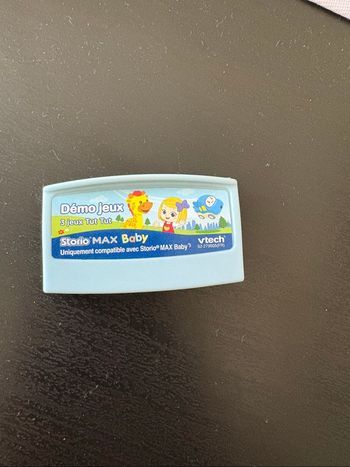 Démo jeux
3 jeux Tut Tut
Storio MAX Baby
vtech
Uniquement compatible avec Storio® MAX Baby